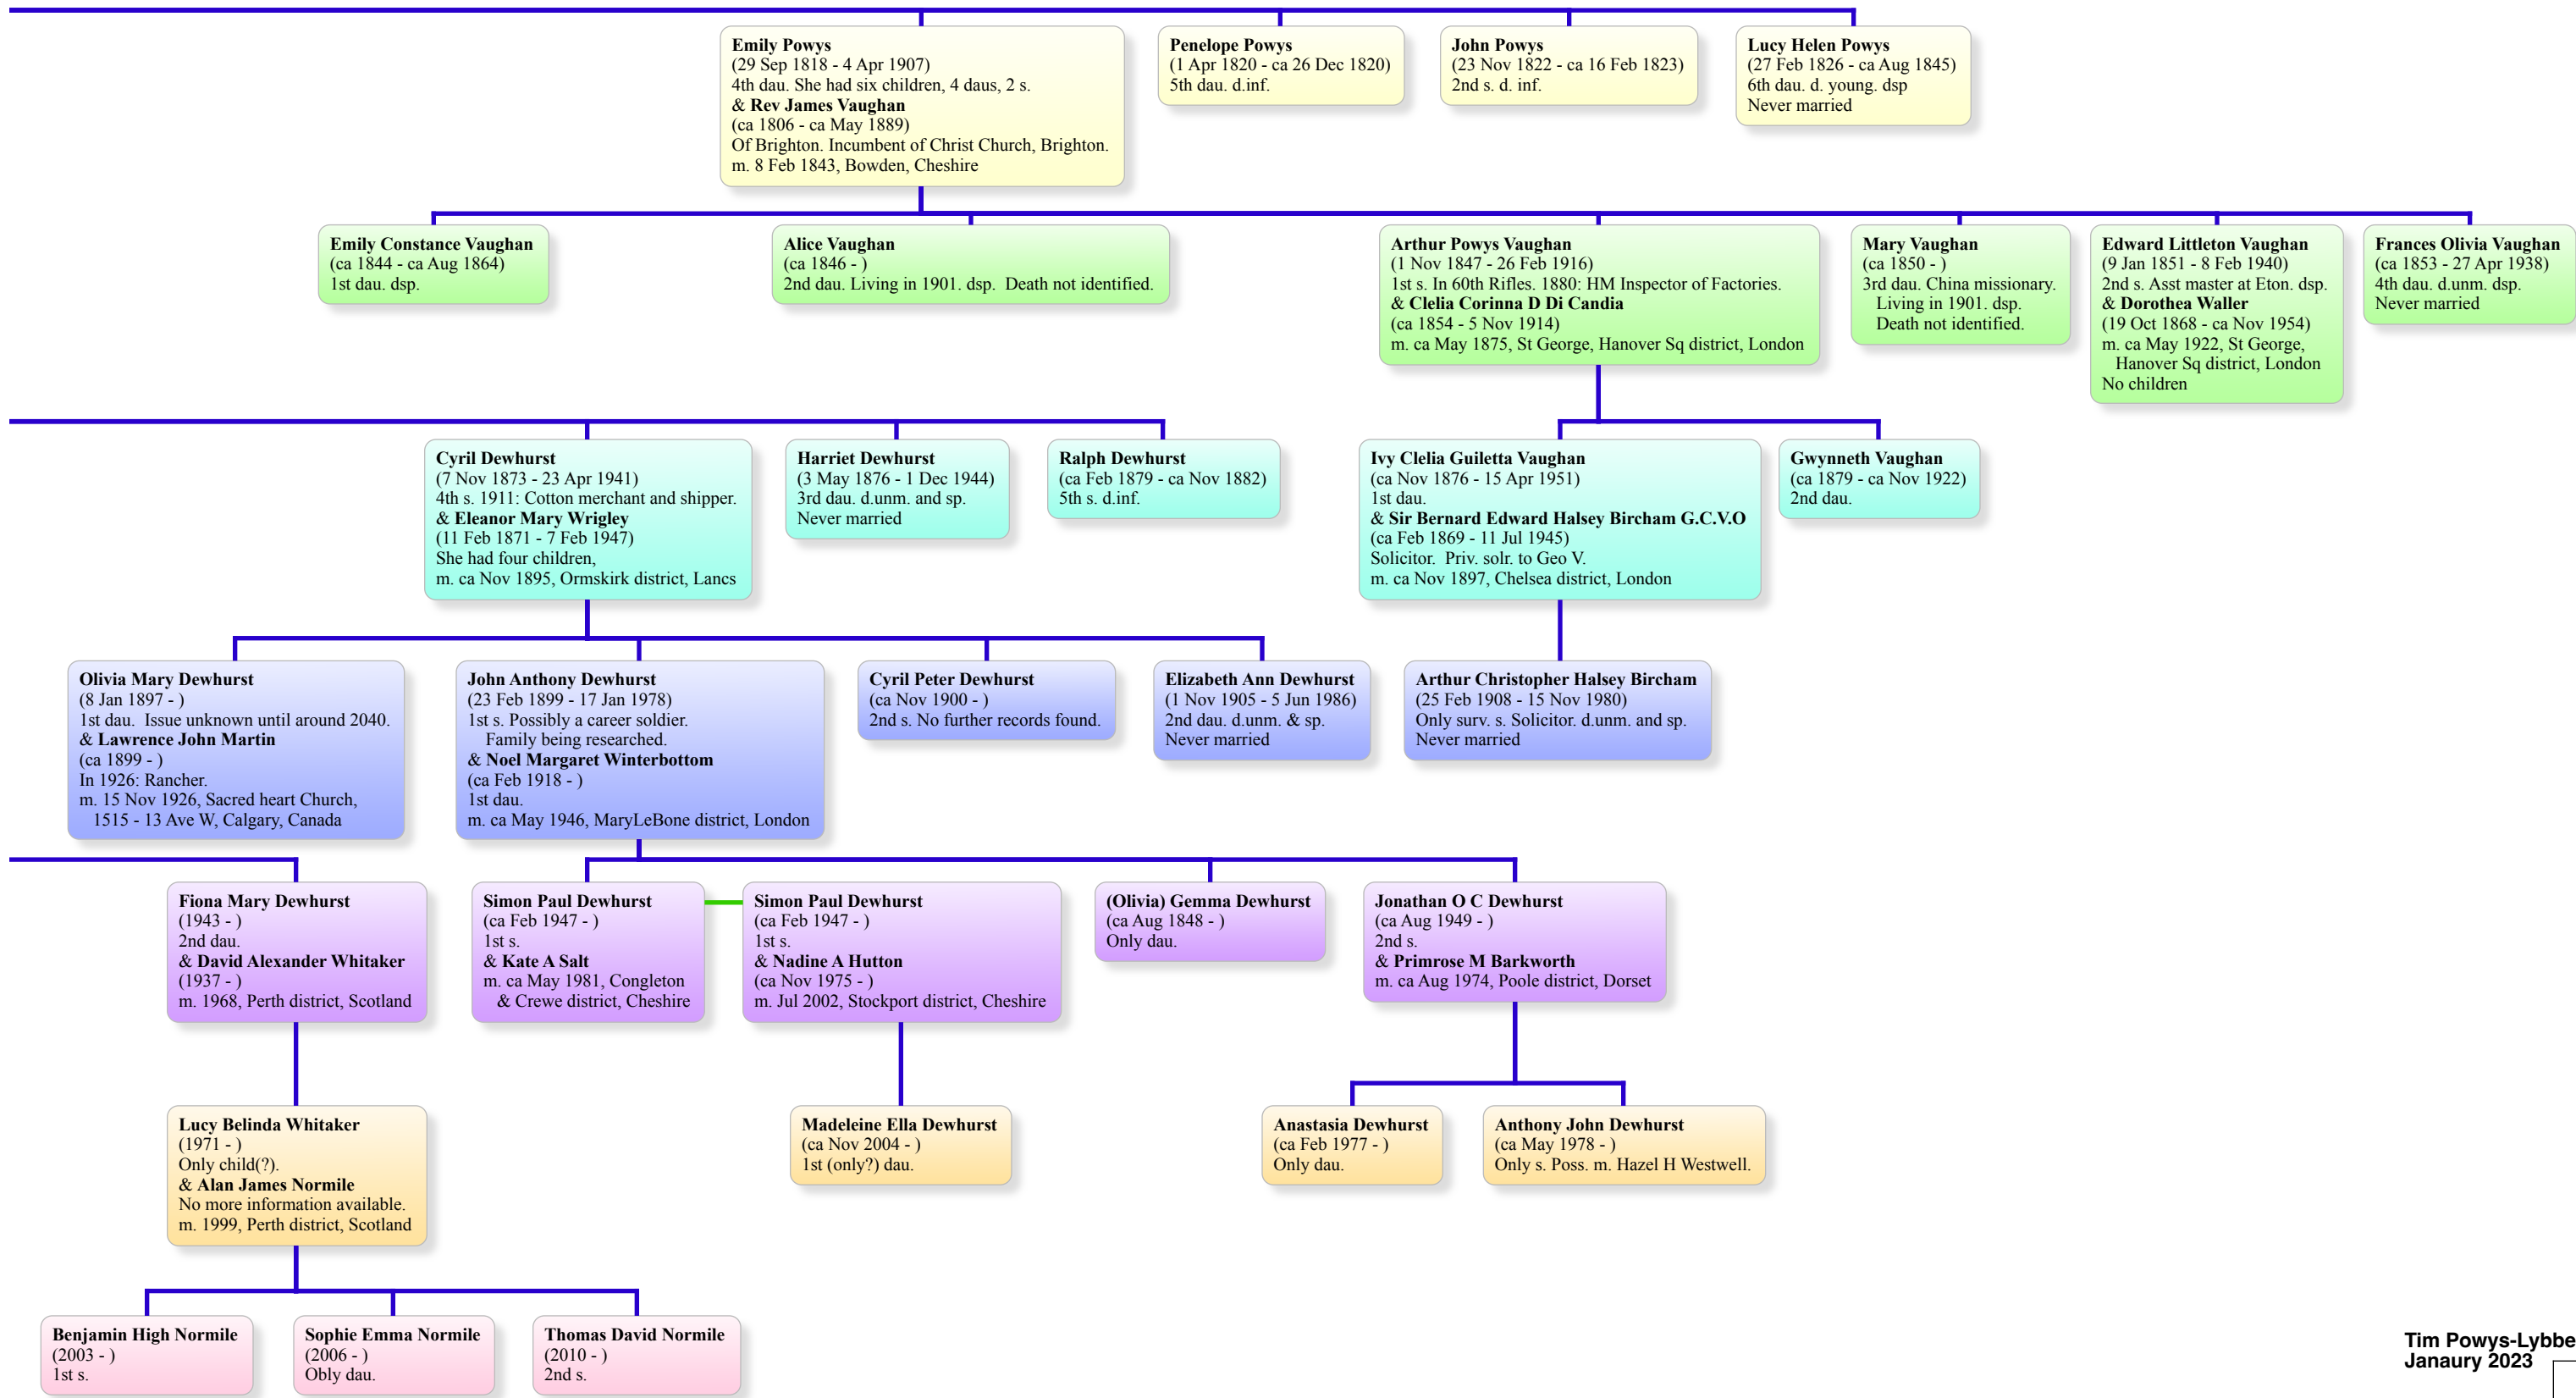 Emily Powys
(29 Sep 1818 - 4 Apr 1907)
4th dau. She had six children, 4 daus, 2 s.
& Rev James Vaughan
(ca 1806 - ca May 1889)
Of Brighton. Incumbent of Christ Church, Brighton.
m. 8 Feb 1843, Bowden, Cheshire
Penelope Powys
(1 Apr 1820 - ca 26 Dec 1820)
5th dau. d.inf.
John Powys
(23 Nov 1822 - ca 16 Feb 1823)
2nd s. d. inf.
Lucy Helen Powys
(27 Feb 1826 - ca Aug 1845)
6th dau. d. young. dsp
Never married
Emily Constance Vaughan
(ca 1844 - ca Aug 1864)
1st dau. dsp.
Alice Vaughan
(ca 1846 - )
2nd dau. Living in 1901. dsp.  Death not identified.
Arthur Powys Vaughan
(1 Nov 1847 - 26 Feb 1916)
1st s. In 60th Rifles. 1880: HM Inspector of Factories.
& Clelia Corinna D Di Candia
(ca 1854 - 5 Nov 1914)
m. ca May 1875, St George, Hanover Sq district, London
Mary Vaughan
(ca 1850 - )
3rd dau. China missionary.
Living in 1901. dsp.
Death not identified.
Edward Littleton Vaughan
(9 Jan 1851 - 8 Feb 1940)
2nd s. Asst master at Eton. dsp.
& Dorothea Waller
(19 Oct 1868 - ca Nov 1954)
m. ca May 1922, St George,
Hanover Sq district, London
No children
Frances Olivia Vaughan
(ca 1853 - 27 Apr 1938)
4th dau. d.unm. dsp.
Never married
Cyril Dewhurst
(7 Nov 1873 - 23 Apr 1941)
4th s. 1911: Cotton merchant and shipper.
& Eleanor Mary Wrigley
(11 Feb 1871 - 7 Feb 1947)
She had four children,
m. ca Nov 1895, Ormskirk district, Lancs
Harriet Dewhurst
(3 May 1876 - 1 Dec 1944)
3rd dau. d.unm. and sp.
Never married
Ralph Dewhurst
(ca Feb 1879 - ca Nov 1882)
5th s. d.inf.
Ivy Clelia Guiletta Vaughan
(ca Nov 1876 - 15 Apr 1951)
1st dau.
& Sir Bernard Edward Halsey Bircham G.C.V.O
(ca Feb 1869 - 11 Jul 1945)
Solicitor.  Priv. solr. to Geo V.
m. ca Nov 1897, Chelsea district, London
Gwynneth Vaughan
(ca 1879 - ca Nov 1922)
2nd dau.
Olivia Mary Dewhurst
(8 Jan 1897 - )
1st dau.  Issue unknown until around 2040.
& Lawrence John Martin
(ca 1899 - )
In 1926: Rancher.
m. 15 Nov 1926, Sacred heart Church,
1515 - 13 Ave W, Calgary, Canada
John Anthony Dewhurst
(23 Feb 1899 - 17 Jan 1978)
1st s. Possibly a career soldier.
Family being researched.
& Noel Margaret Winterbottom
(ca Feb 1918 - )
1st dau.
m. ca May 1946, MaryLeBone district, London
Cyril Peter Dewhurst
(ca Nov 1900 - )
2nd s. No further records found.
Elizabeth Ann Dewhurst
(1 Nov 1905 - 5 Jun 1986)
2nd dau. d.unm. & sp.
Never married
Arthur Christopher Halsey Bircham
(25 Feb 1908 - 15 Nov 1980)
Only surv. s. Solicitor. d.unm. and sp.
Never married
Fiona Mary Dewhurst
(1943 - )
2nd dau.
& David Alexander Whitaker
(1937 - )
m. 1968, Perth district, Scotland
Simon Paul Dewhurst
(ca Feb 1947 - )
1st s.
& Kate A Salt
m. ca May 1981, Congleton
& Crewe district, Cheshire
Simon Paul Dewhurst
(ca Feb 1947 - )
1st s.
& Nadine A Hutton
(ca Nov 1975 - )
m. Jul 2002, Stockport district, Cheshire
(Olivia) Gemma Dewhurst
(ca Aug 1848 - )
Only dau.
Jonathan O C Dewhurst
(ca Aug 1949 - )
2nd s.
& Primrose M Barkworth
m. ca Aug 1974, Poole district, Dorset
Lucy Belinda Whitaker
(1971 - )
Only child(?).
& Alan James Normile
No more information available.
m. 1999, Perth district, Scotland
Madeleine Ella Dewhurst
(ca Nov 2004 - )
1st (only?) dau.
Anastasia Dewhurst
(ca Feb 1977 - )
Only dau.
Anthony John Dewhurst
(ca May 1978 - )
Only s. Poss. m. Hazel H Westwell.
Benjamin High Normile
(2003 - )
1st s.
Sophie Emma Normile
(2006 - )
Obly dau.
Thomas David Normile
(2010 - )
2nd s.
Tim Powys-Lybbe
Janaury 2023